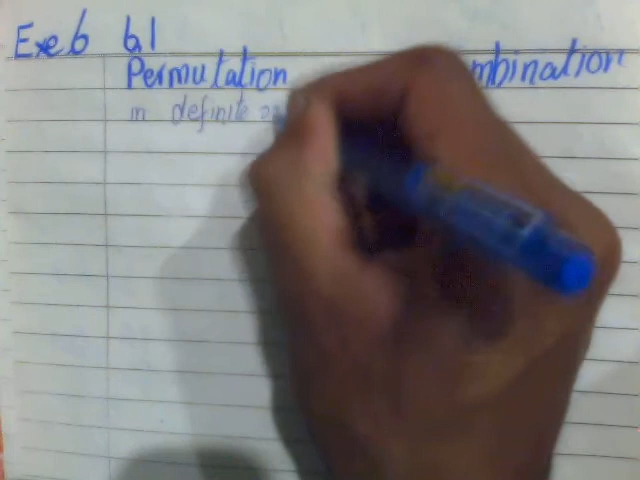 Exe 6 6.1
Permutation mbination
in definite